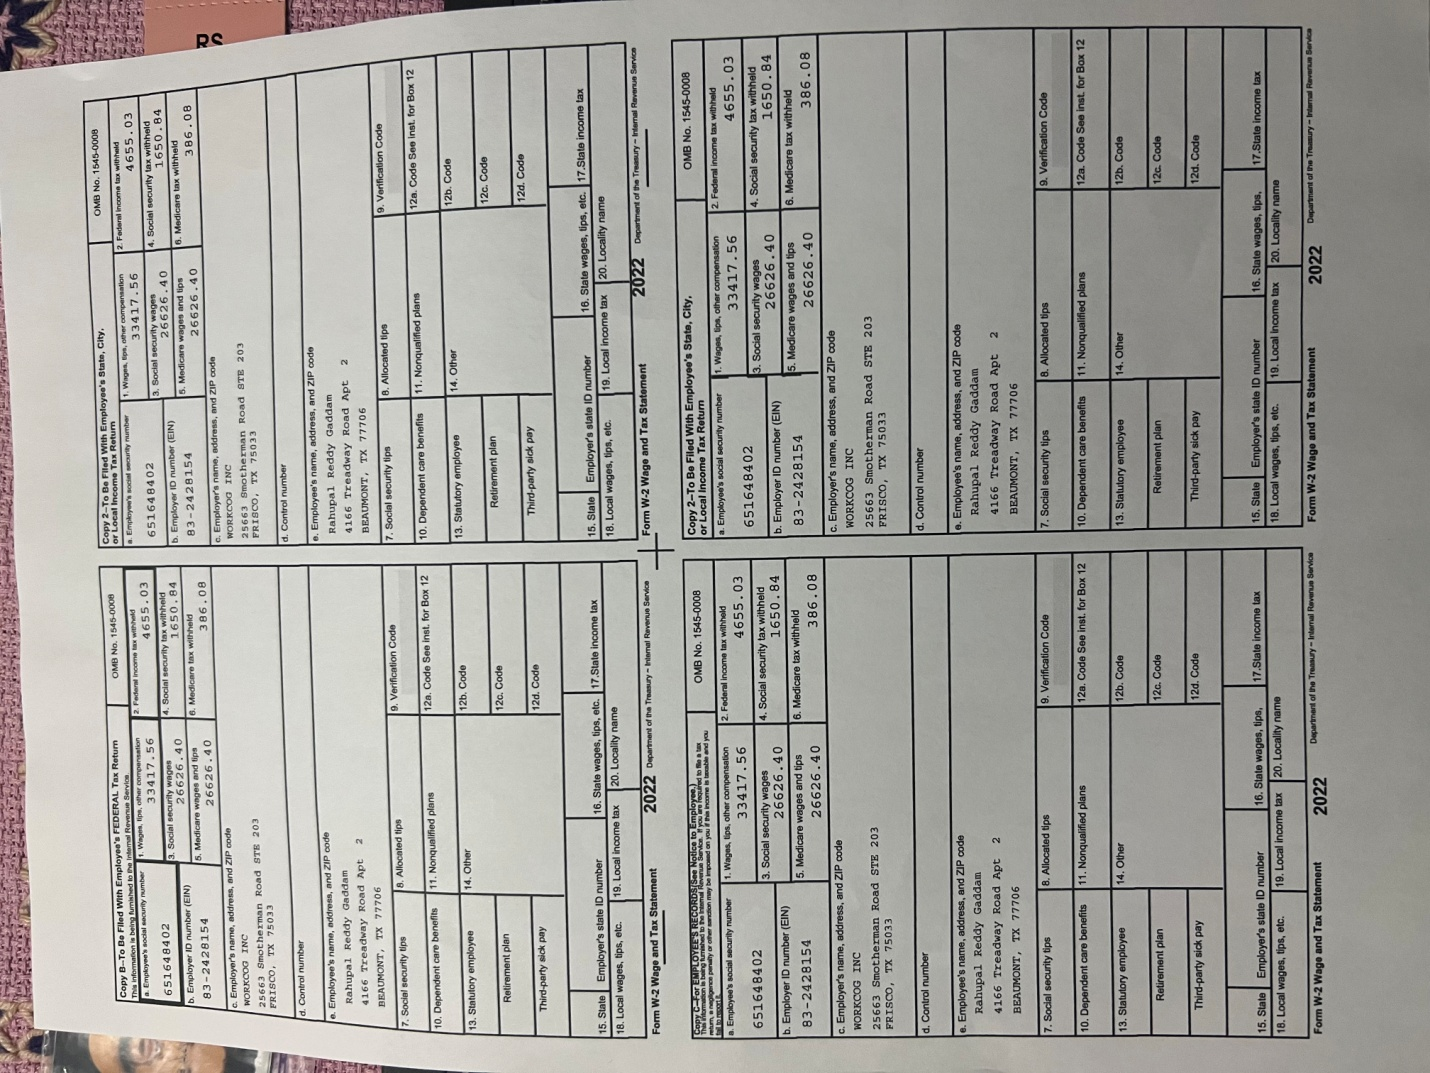 RS
Copy B–To Be Filed With Employee's FEDERAL Tax Return
This information is being furnished to the Internal Revenue Service.
OMB No. 1545-0008
a. Employee's social security number
651648402
1. Wages, tips, other compensation
33417.56
2. Federal income tax withheld
4655.03
3. Social security wages
26626.40
4. Social security tax withheld
1650.84
b. Employer ID number (EIN)
83-2428154
5. Medicare wages and tips
26626.40
6. Medicare tax withheld
386.08
c. Employer's name, address, and ZIP code
WORKCOG INC
25663 Smotherman Road STE 203
FRISCO, TX 75033
d. Control number
e. Employee's name, address, and ZIP code
Rahupal Reddy Gaddam
4166 Treadway Road Apt 2
BEAUMONT, TX 77706
7. Social security tips
8. Allocated tips
9. Verification Code
10. Dependent care benefits
11. Nonqualified plans
12a. Code See inst. for Box 12
13. Statutory employee
14. Other
12b. Code
Retirement plan
12c. Code
Third-party sick pay
12d. Code
15. State
Employer's state ID number
16. State wages, tips, etc.
17.State income tax
18. Local wages, tips, etc.
19. Local income tax
20. Locality name
Form W-2 Wage and Tax Statement
2022
Department of the Treasury – Internal Revenue Service
Copy 2–To Be Filed With Employee's State, City,
or Local Income Tax Return
OMB No. 1545-0008
a. Employee's social security number
651648402
1. Wages, tips, other compensation
33417.56
2. Federal income tax withheld
4655.03
3. Social security wages
26626.40
4. Social security tax withheld
1650.84
b. Employer ID number (EIN)
83-2428154
5. Medicare wages and tips
26626.40
6. Medicare tax withheld
386.08
c. Employer's name, address, and ZIP code
WORKCOG INC
25663 Smotherman Road STE 203
FRISCO, TX 75033
d. Control number
e. Employee's name, address, and ZIP code
Rahupal Reddy Gaddam
4166 Treadway Road Apt 2
BEAUMONT, TX 77706
7. Social security tips
8. Allocated tips
9. Verification Code
10. Dependent care benefits
11. Nonqualified plans
12a. Code See inst. for Box 12
13. Statutory employee
14. Other
12b. Code
Retirement plan
12c. Code
Third-party sick pay
12d. Code
15. State
Employer's state ID number
16. State wages, tips, etc.
17.State income tax
18. Local wages, tips, etc.
19. Local income tax
20. Locality name
Form W-2 Wage and Tax Statement
2022
Department of the Treasury – Internal Revenue Service
Copy C–For EMPLOYEE'S RECORDS(See Notice to Employee.)
This information is being furnished to the Internal Revenue Service. If you are required to file a tax
return, a negligence penalty or other sanction may be imposed on you if this income is taxable and you
fail to report it.
OMB No. 1545-0008
a. Employee's social security number
651648402
1. Wages, tips, other compensation
33417.56
2. Federal income tax withheld
4655.03
3. Social security wages
26626.40
4. Social security tax withheld
1650.84
b. Employer ID number (EIN)
83-2428154
5. Medicare wages and tips
26626.40
6. Medicare tax withheld
386.08
c. Employer's name, address, and ZIP code
WORKCOG INC
25663 Smotherman Road STE 203
FRISCO, TX 75033
d. Control number
e. Employee's name, address, and ZIP code
Rahupal Reddy Gaddam
4166 Treadway Road Apt 2
BEAUMONT, TX 77706
7. Social security tips
8. Allocated tips
9. Verification Code
10. Dependent care benefits
11. Nonqualified plans
12a. Code See inst. for Box 12
13. Statutory employee
14. Other
12b. Code
Retirement plan
12c. Code
Third-party sick pay
12d. Code
15. State
Employer's state ID number
16. State wages, tips,
17.State income tax
18. Local wages, tips, etc.
19. Local income tax
20. Locality name
Form W-2 Wage and Tax Statement
2022
Department of the Treasury – Internal Revenue Service
Copy 2–To Be Filed With Employee's State, City,
or Local Income Tax Return
OMB No. 1545-0008
a. Employee's social security number
651648402
1. Wages, tips, other compensation
33417.56
2. Federal income tax withheld
4655.03
3. Social security wages
26626.40
4. Social security tax withheld
1650.84
b. Employer ID number (EIN)
83-2428154
5. Medicare wages and tips
26626.40
6. Medicare tax withheld
386.08
c. Employer's name, address, and ZIP code
WORKCOG INC
25663 Smotherman Road STE 203
FRISCO, TX 75033
d. Control number
e. Employee's name, address, and ZIP code
Rahupal Reddy Gaddam
4166 Treadway Road Apt 2
BEAUMONT, TX 77706
7. Social security tips
8. Allocated tips
9. Verification Code
10. Dependent care benefits
11. Nonqualified plans
12a. Code See inst. for Box 12
13. Statutory employee
14. Other
12b. Code
Retirement plan
12c. Code
Third-party sick pay
12d. Code
15. State
Employer's state ID number
16. State wages, tips,
17.State income tax
18. Local wages, tips, etc.
19. Local income tax
20. Locality name
Form W-2 Wage and Tax Statement
2022
Department of the Treasury – Internal Revenue Service